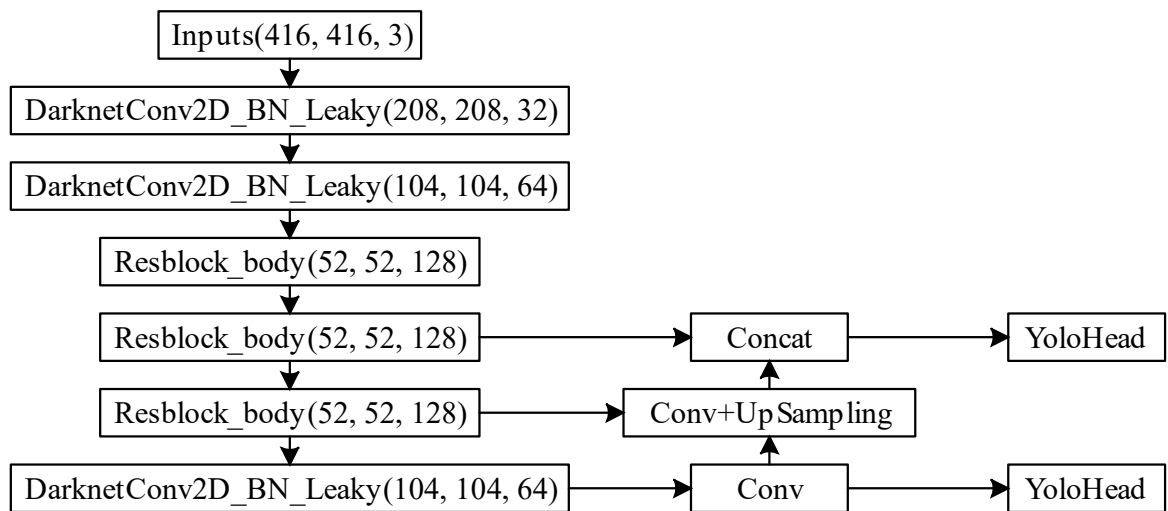 Inputs(416, 416, 3)
DarknetConv2D_BN_Leaky(208, 208, 32)
DarknetConv2D_BN_Leaky(104, 104, 64)
Resblock_body(52, 52, 128)
Resblock_body(52, 52, 128)
Concat
YoloHead
Resblock_body(52, 52, 128)
Conv+UpSampling
DarknetConv2D_BN_Leaky(104, 104, 64)
Conv
YoloHead